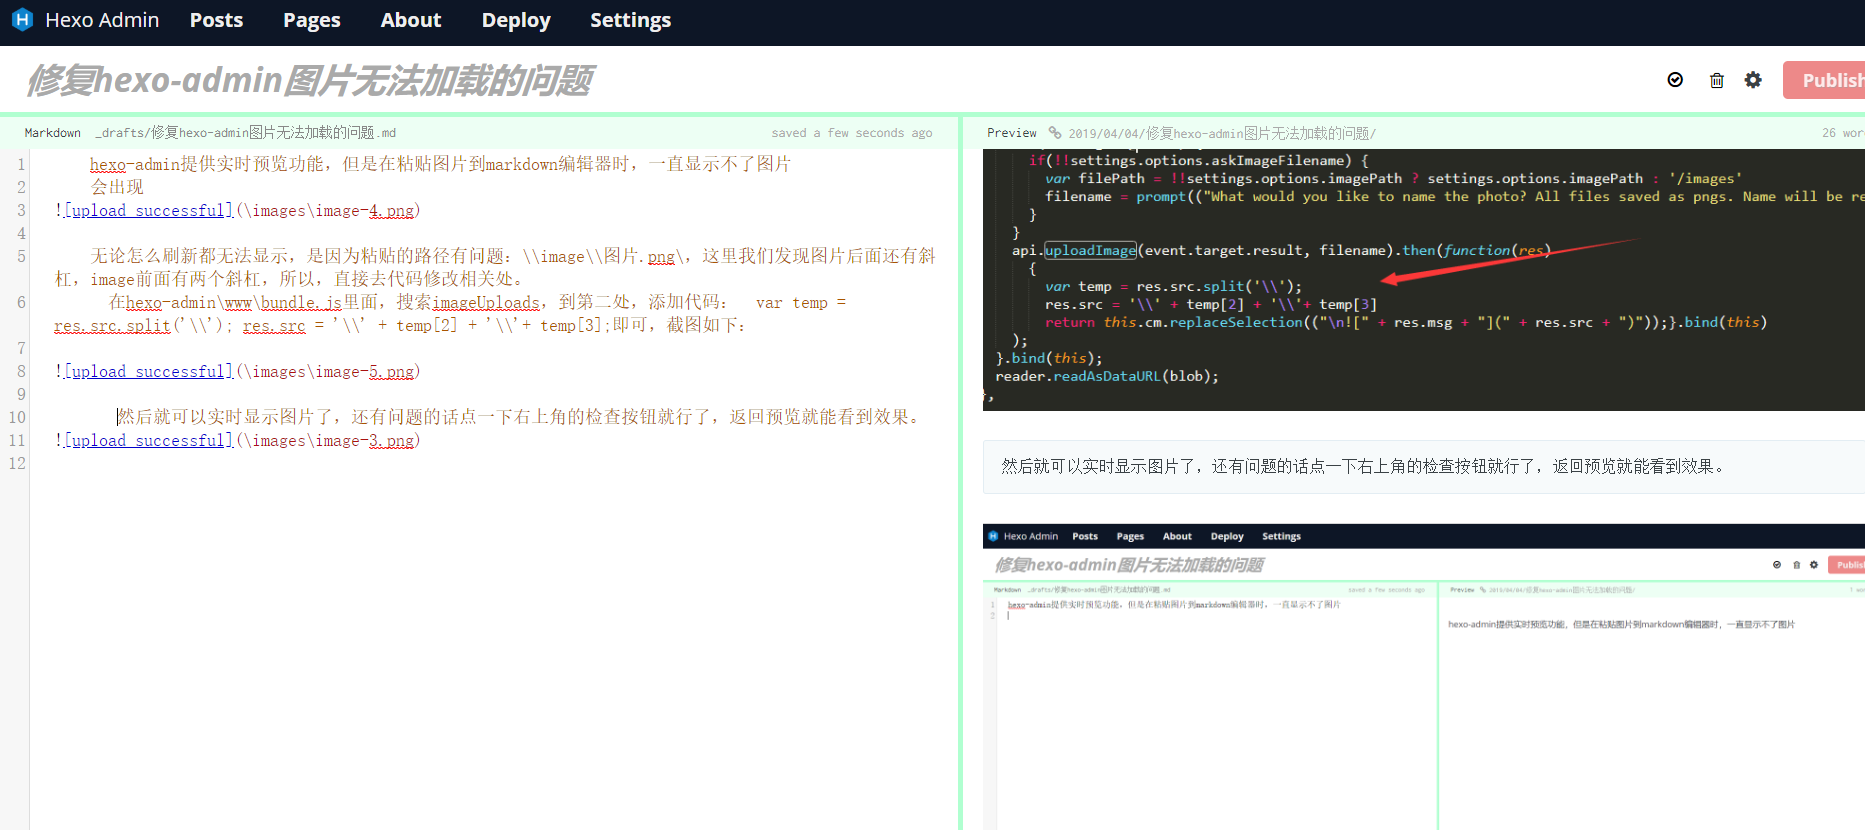 Hexo Admin Posts Pages About Deploy Settings
修复hexo-admin图片无法加载的问题
Publish
Markdown _drafts/修复hexo-admin图片无法加载的问题.md saved a few seconds ago
1 hexo-admin提供实时预览功能，但是在粘贴图片到markdown编辑器时，一直显示不了图片
2 会出现
3 ![upload successful](\images\image-4.png)
4
5 无论怎么刷新都无法显示，是因为粘贴的路径有问题：\\image\\图片.png\，这里我们发现图片后面还有斜
杠，image前面有两个斜杠，所以，直接去代码修改相关处。
6 在hexo-admin\www\bundle.js里面，搜索imageUploads，到第二处，添加代码： var temp =
res.src.split('\\'); res.src = '\\' + temp[2] + '\\'+ temp[3];即可，截图如下：
7
8 ![upload successful](\images\image-5.png)
9
10 然后就可以实时显示图片了，还有问题的话点一下右上角的检查按钮就行了，返回预览就能看到效果。
11 ![upload successful](\images\image-3.png)
12
Preview 2019/04/04/修复hexo-admin图片无法加载的问题/ 26 wor
if(!!settings.options.askImageFilename) {
var filePath = !!settings.options.imagePath ? settings.options.imagePath : '/images'
filename = prompt(("What would you like to name the photo? All files saved as pngs. Name will be re
}
}
api.uploadImage(event.target.result, filename).then(function(res)
{
var temp = res.src.split('\\');
res.src = '\\' + temp[2] + '\\'+ temp[3]
return this.cm.replaceSelection(("\n![" + res.msg + "](" + res.src + ")"));}.bind(this)
);
}.bind(this);
reader.readAsDataURL(blob);
},
然后就可以实时显示图片了，还有问题的话点一下右上角的检查按钮就行了，返回预览就能看到效果。
Hexo Admin Posts Pages About Deploy Settings
修复hexo-admin图片无法加载的问题
Publis
Markdown _drafts/修复hexo-admin图片无法加载的问题.md saved a few seconds ago
Preview 2019/04/04/修复hexo-admin图片无法加载的问题/
1 hexo-admin提供实时预览功能，但是在粘贴图片到markdown编辑器时，一直显示不了图片
2
hexo-admin提供实时预览功能，但是在粘贴图片到markdown编辑器时，一直显示不了图片